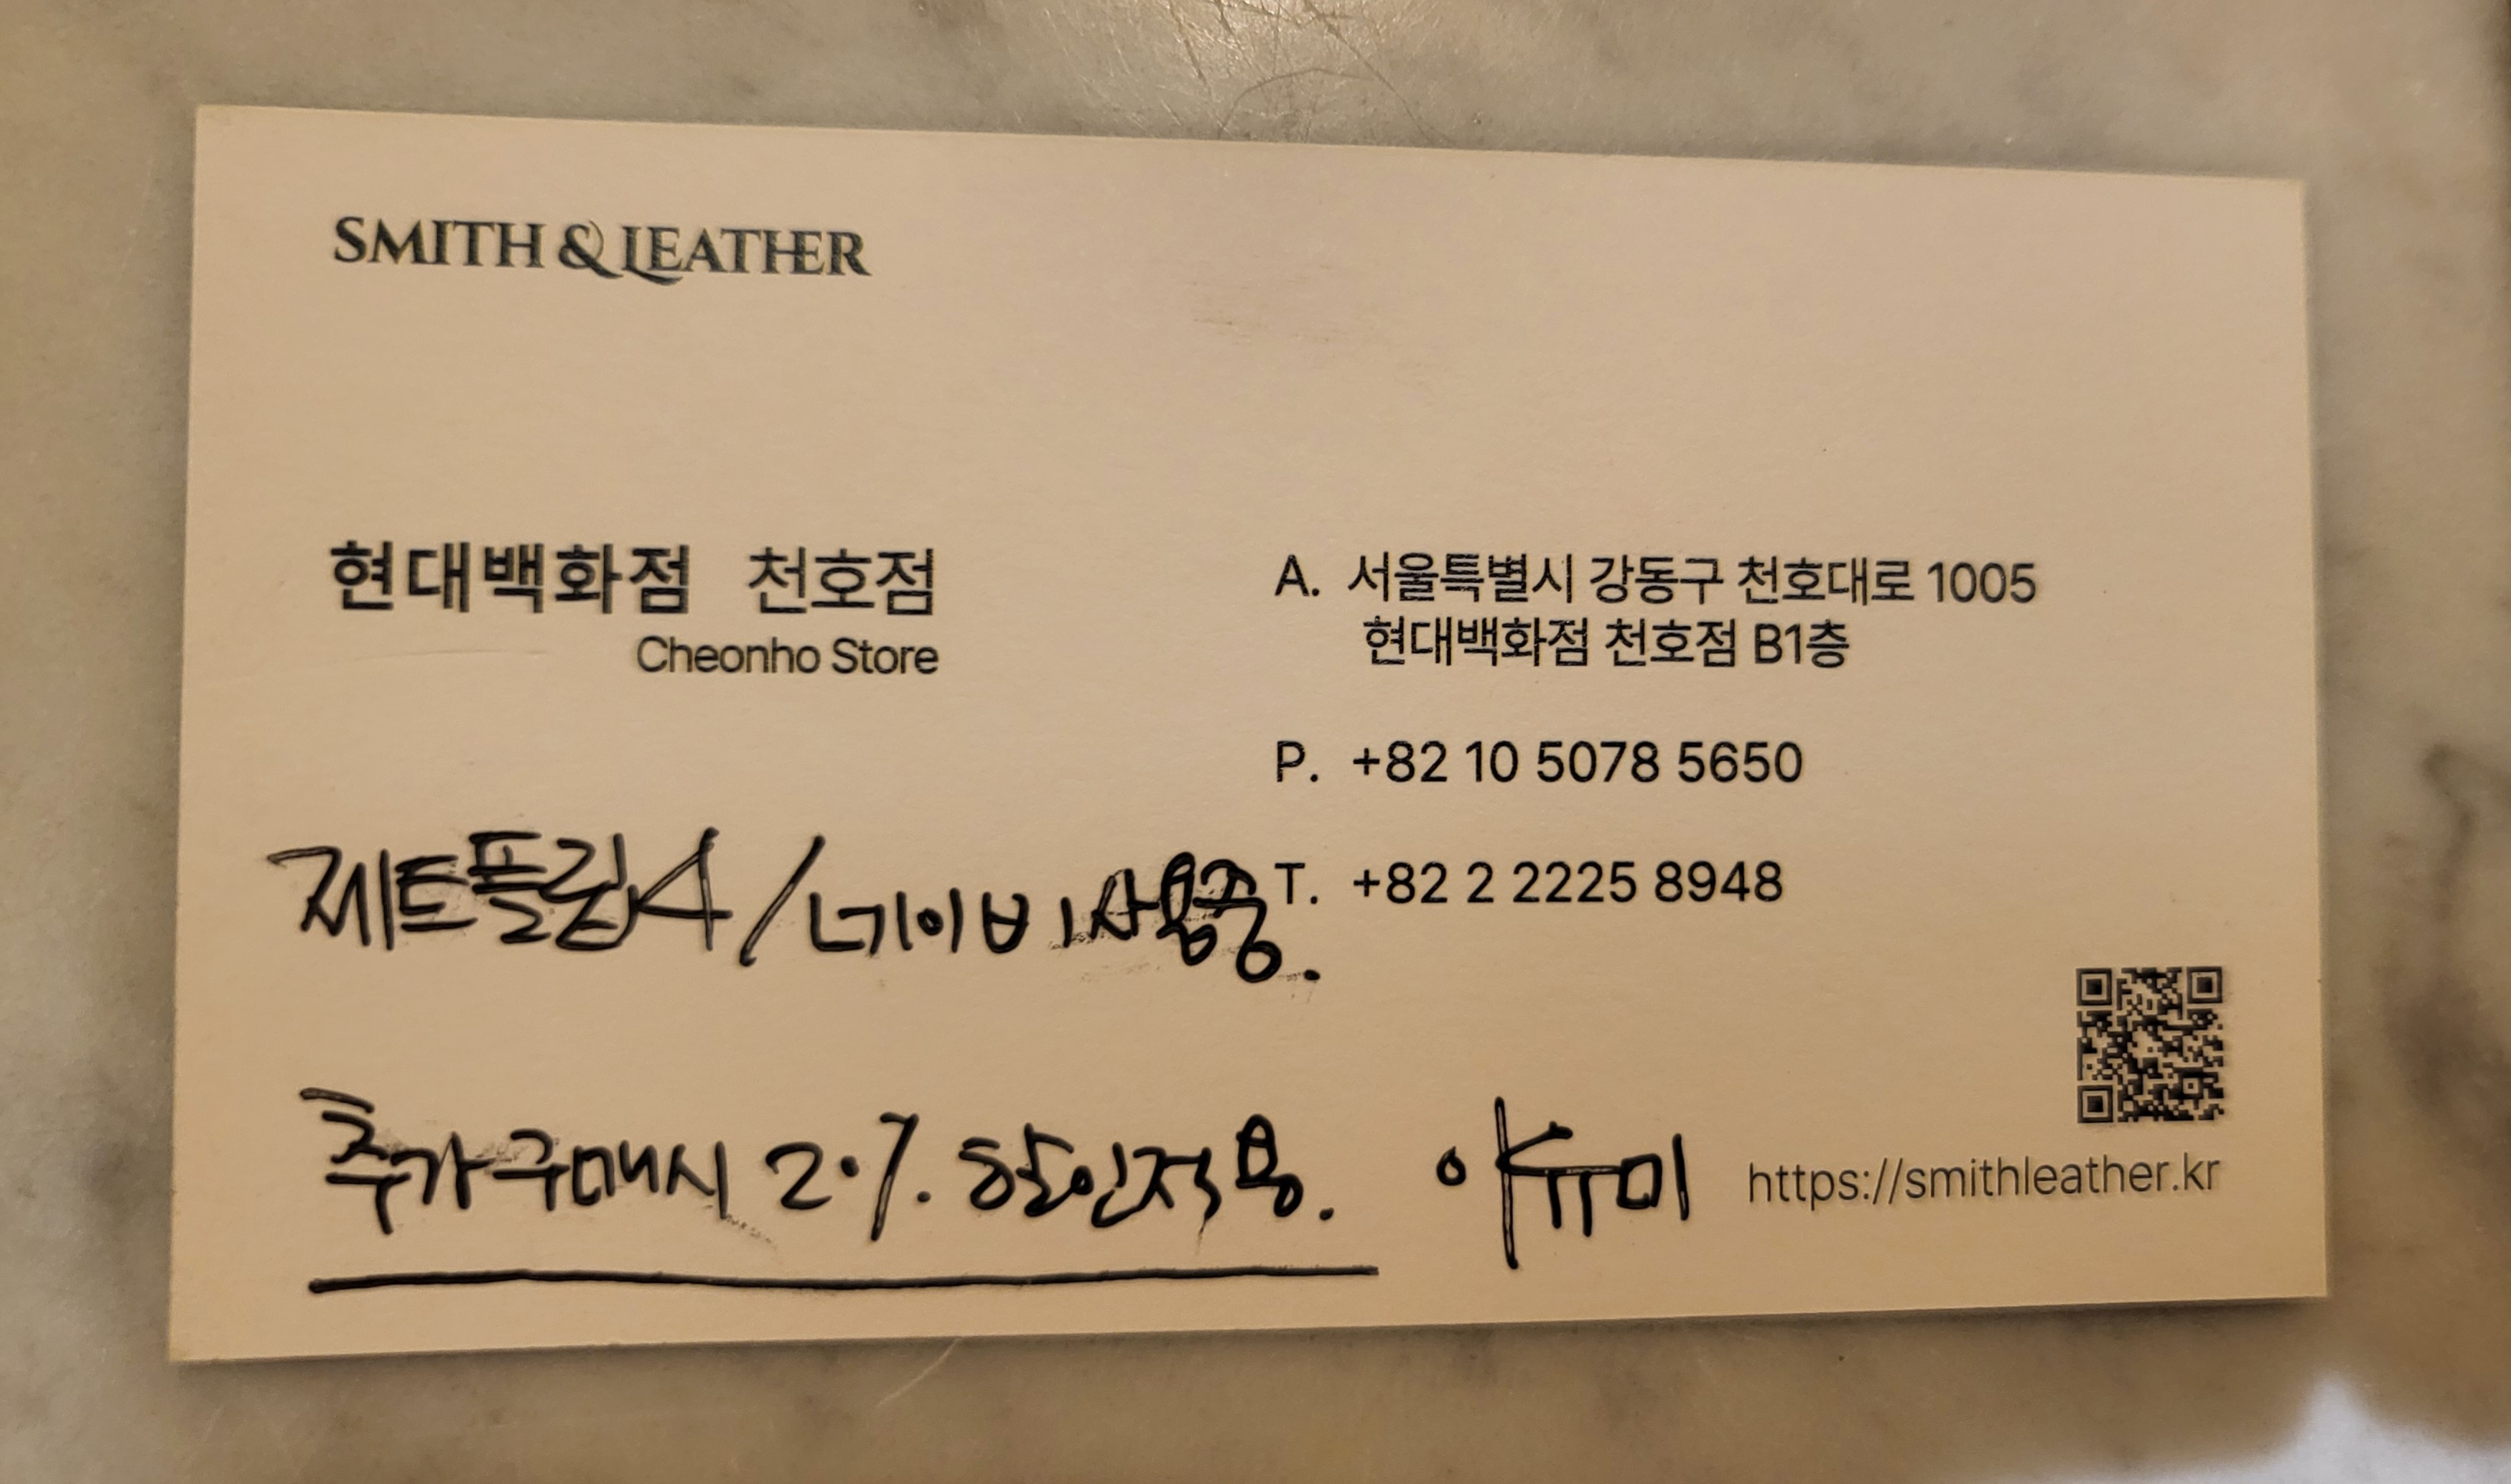 SMITH & LEATHER
현대백화점 천호점
Cheonho Store
A. 서울특별시 강동구 천호대로 1005
현대백화점 천호점 B1층
P. +82 10 5078 5650
T. +82 2 2225 8948
제트플립4/네이비사용중.
추가구매시 20%. 할인적용.
https://smithleather.kr